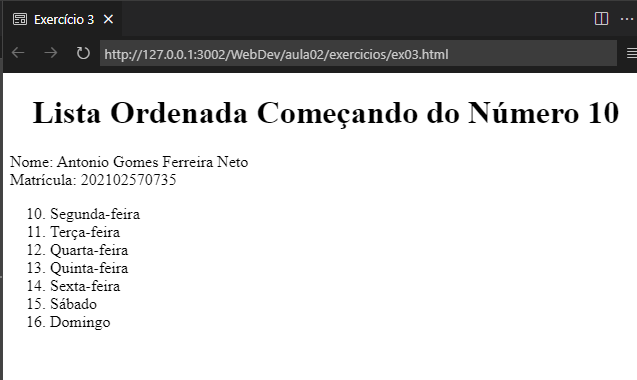 Exercício 3
http://127.0.0.1:3002/WebDev/aula02/exercicios/ex03.html
Lista Ordenada Começando do Número 10
Nome: Antonio Gomes Ferreira Neto
Matrícula: 202102570735
10. Segunda-feira
11. Terça-feira
12. Quarta-feira
13. Quinta-feira
14. Sexta-feira
15. Sábado
16. Domingo